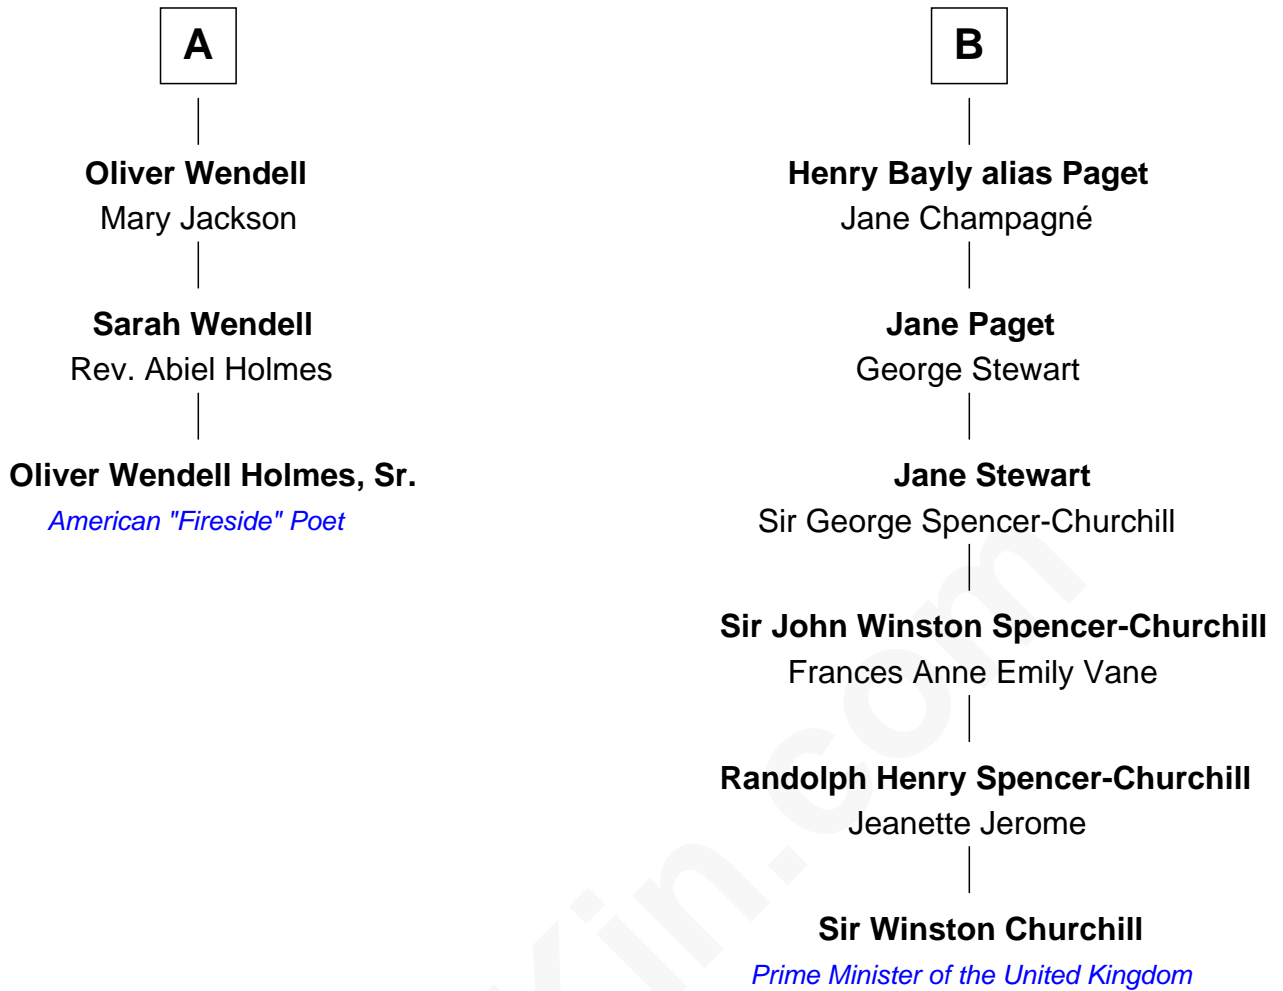 A
Oliver Wendell
Mary Jackson
Sarah Wendell
Rev. Abiel Holmes
Oliver Wendell Holmes, Sr.
American "Fireside" Poet
B
Henry Bayly alias Paget
Jane Champagné
Jane Paget
George Stewart
Jane Stewart
Sir George Spencer-Churchill
Sir John Winston Spencer-Churchill
Frances Anne Emily Vane
Randolph Henry Spencer-Churchill
Jeanette Jerome
Sir Winston Churchill
Prime Minister of the United Kingdom
Kin.com